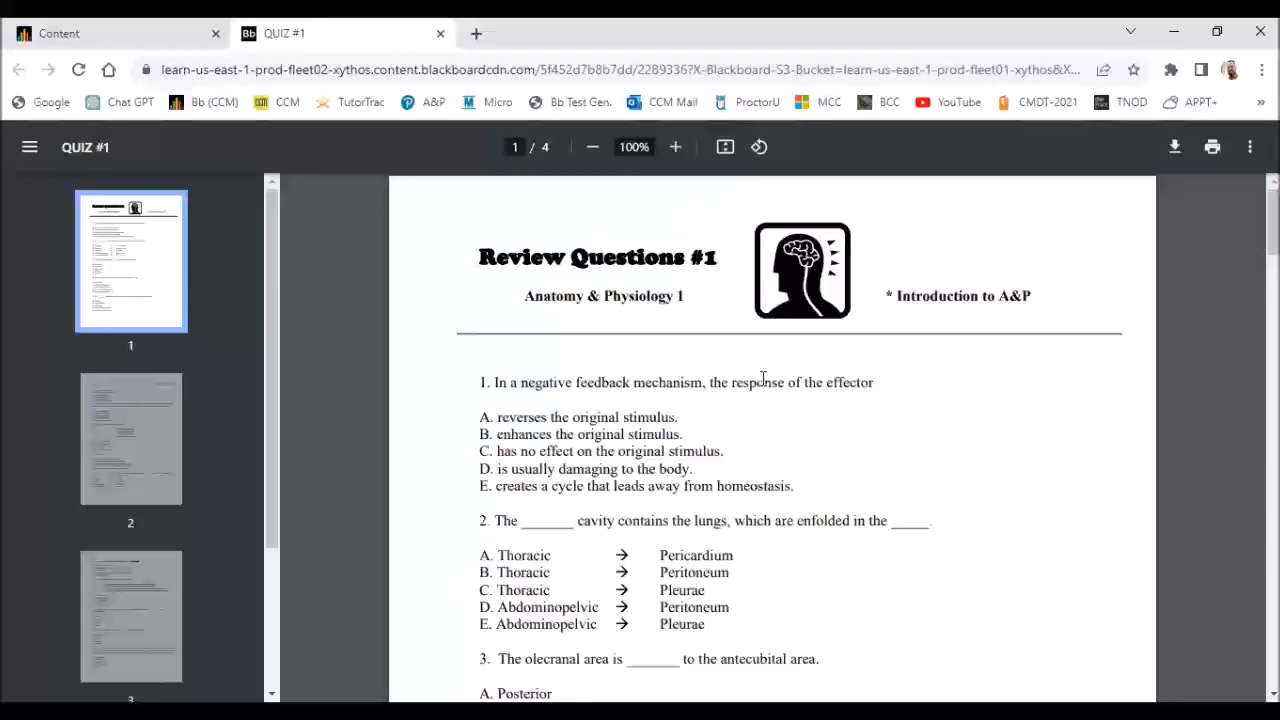 Content
Bb QUIZ #1
learn-us-east-1-prod-fleet02-xythos.content.blackboardcdn.com/5f452d7b8b7dd/2289336?X-Blackboard-S3-Bucket=learn-us-east-1-prod-fleet01-xythos&X...
Google Chat GPT Bb (CCM) CCM TutorTrac A&P Micro Bb Test Gen. CCM Mail ProctorU MCC BCC YouTube CMDT-2021 TNOD APPT+ »
QUIZ #1 1 / 4 100%
Review Questions #1
Anatomy & Physiology 1 * Introduction to A&P
1. In a negative feedback mechanism, the response of the effector
A. reverses the original stimulus.
B. enhances the original stimulus.
C. has no effect on the original stimulus.
D. is usually damaging to the body.
E. creates a cycle that leads away from homeostasis.
2. The _______ cavity contains the lungs, which are enfolded in the _____.
A. Thoracic → Pericardium
B. Thoracic → Peritoneum
C. Thoracic → Pleurae
D. Abdominopelvic → Peritoneum
E. Abdominopelvic → Pleurae
3. The olecranal area is _______ to the antecubital area.
A. Posterior
1
2
3